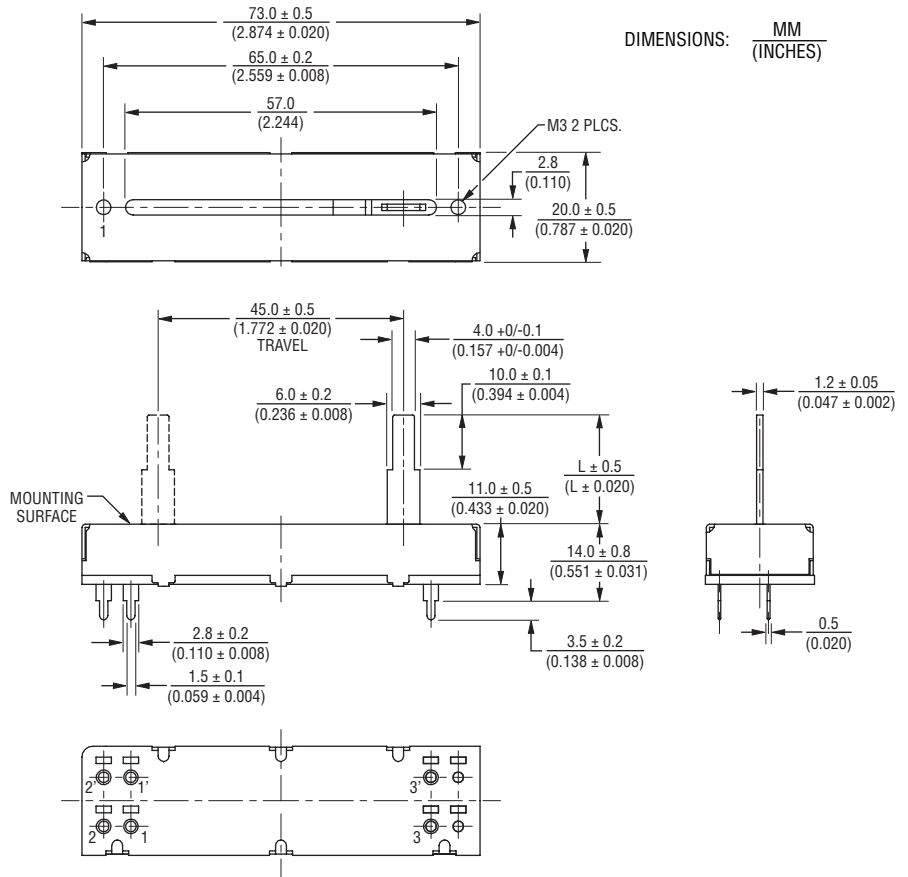 73.0 ± 0.5
(2.874 ± 0.020)
DIMENSIONS: MM
(INCHES)
65.0 ± 0.2
(2.559 ± 0.008)
57.0
(2.244)
M3 2 PLCS.
2.8
(0.110)
20.0 ± 0.5
(0.787 ± 0.020)
1
45.0 ± 0.5
(1.772 ± 0.020)
TRAVEL
4.0 +0/-0.1
(0.157 +0/-0.004)
10.0 ± 0.1
(0.394 ± 0.004)
6.0 ± 0.2
(0.236 ± 0.008)
1.2 ± 0.05
(0.047 ± 0.002)
L ± 0.5
(L ± 0.020)
11.0 ± 0.5
(0.433 ± 0.020)
MOUNTING
SURFACE
14.0 ± 0.8
(0.551 ± 0.031)
2.8 ± 0.2
(0.110 ± 0.008)
3.5 ± 0.2
(0.138 ± 0.008)
0.5
(0.020)
1.5 ± 0.1
(0.059 ± 0.004)
2' 1' 3'
2 1 3